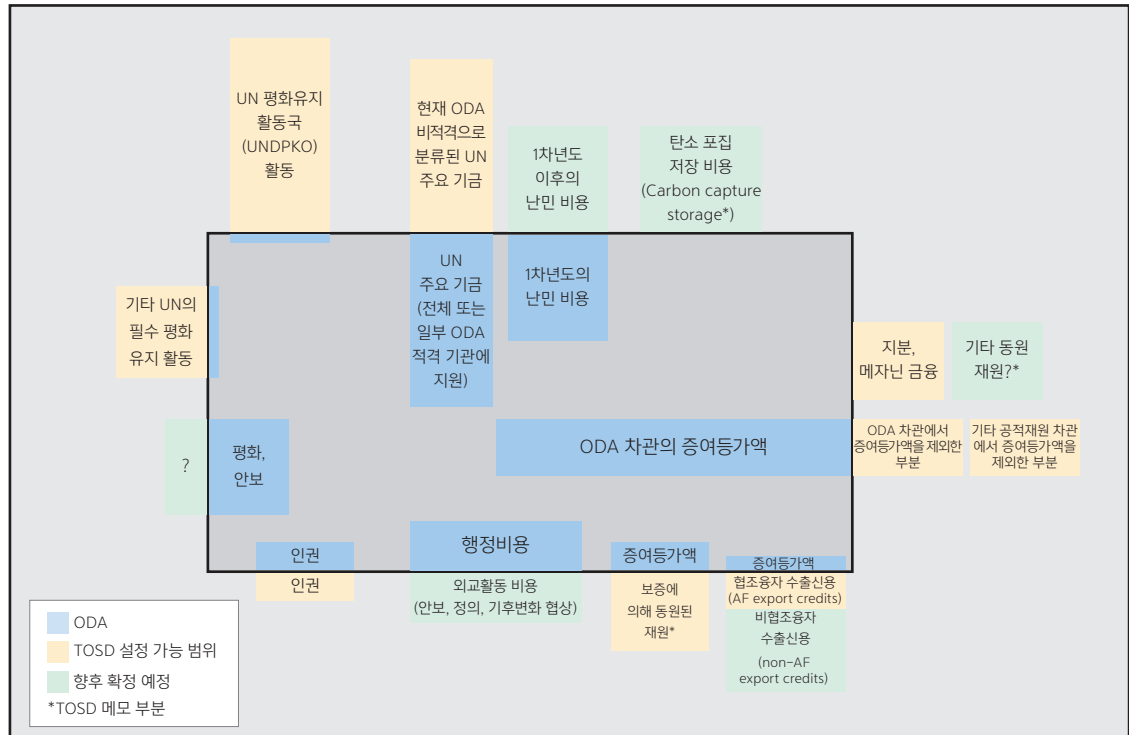 UN 평화유지
활동국
(UNDPKO)
활동
현재 ODA
비적격으로
분류된 UN
주요 기금
1차년도
이후의
난민 비용
탄소 포집
저장 비용
(Carbon capture
storage*)
UN
주요 기금
(전체 또는
일부 ODA
적격 기관에
지원)
1차년도의
난민 비용
기타 UN의
필수 평화
유지 활동
지분,
메자닌 금융
기타 동원
재원?*
?
평화,
안보
ODA 차관의 증여등가액
ODA 차관에서
증여등가액을 제외한
부분
기타 공적재원 차관
에서 증여등가액을
제외한 부분
인권
인권
행정비용
외교활동 비용
(안보, 정의, 기후변화 협상)
증여등가액
보증에
의해 동원된
재원*
증여등가액
협조융자 수출신용
(AF export credits)
비협조융자
수출신용
(non-AF
export credits)
ODA
TOSD 설정 가능 범위
향후 확정 예정
*TOSD 메모 부분